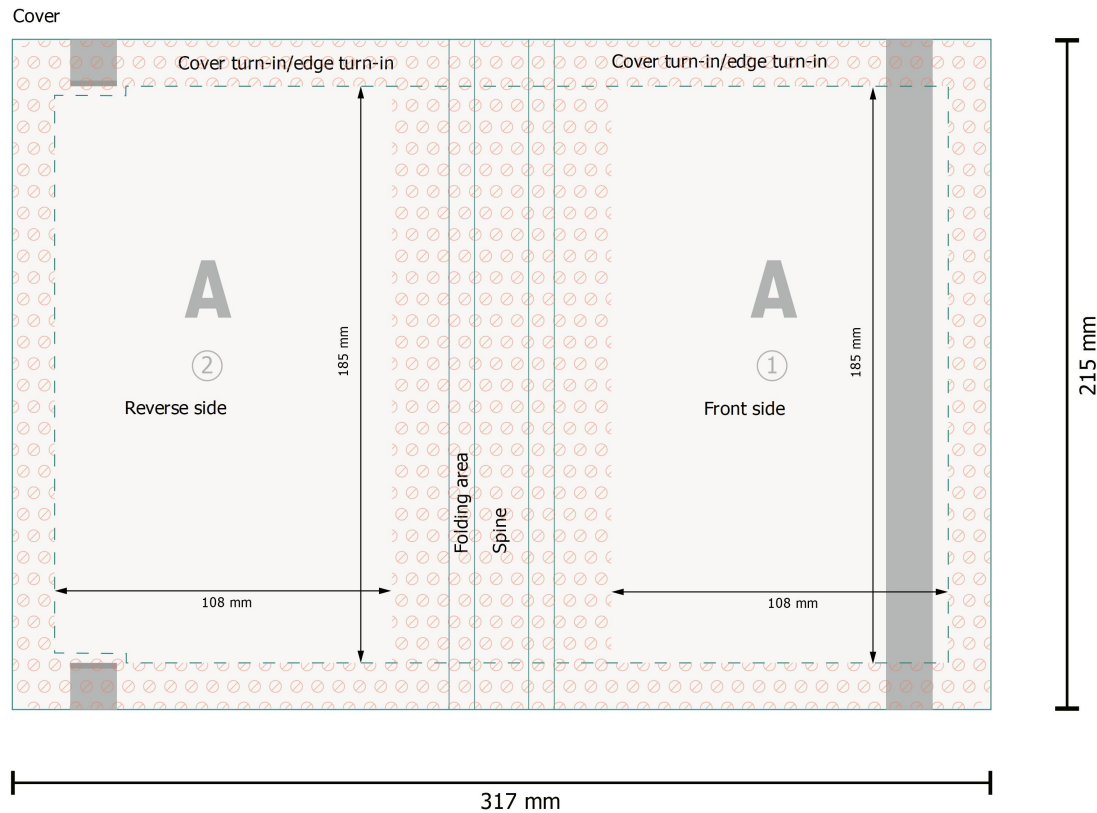 Cover
Cover turn-in/edge turn-in
Cover turn-in/edge turn-in
A
A
185 mm
185 mm
2
1
Reverse side
Front side
215 mm
Folding area
Spine
108 mm
108 mm
317 mm